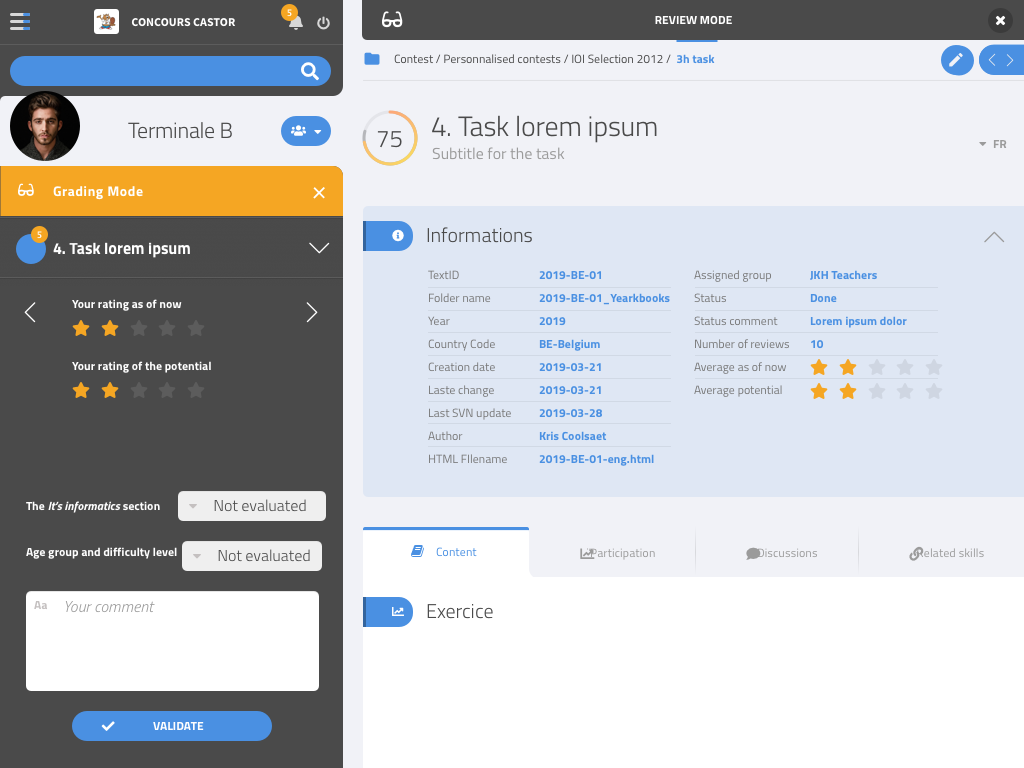 CONCOURS CASTOR
5
Terminale B
Grading Mode
5
4. Task lorem ipsum
Your rating as of now
Your rating of the potential
The It's informatics section
Not evaluated
Age group and difficulty level
Not evaluated
Aa
Your comment
VALIDATE
REVIEW MODE
Contest / Personnalised contests / IOI Selection 2012 / 3h task
75
4. Task lorem ipsum
Subtitle for the task
FR
Informations
TextID 2019-BE-01
Folder name 2019-BE-01_Yearkbooks
Year 2019
Country Code BE-Belgium
Creation date 2019-03-21
Laste change 2019-03-21
Last SVN update 2019-03-28
Author Kris Coolsaet
HTML FIlename 2019-BE-01-eng.html
Assigned group JKH Teachers
Status Done
Status comment Lorem ipsum dolor
Number of reviews 10
Average as of now
Average potential
Content
Participation
Discussions
Related skills
Exercice